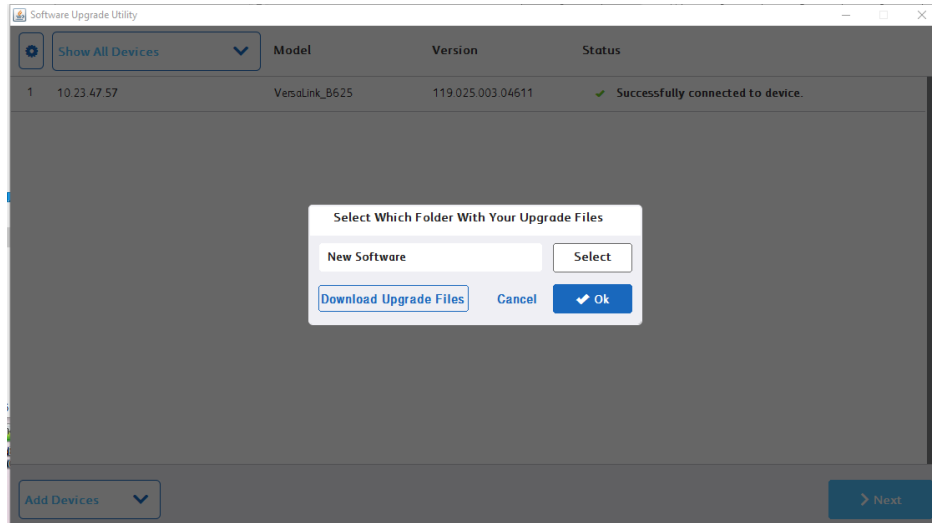 Software Upgrade Utility
Show All Devices Model Version Status
1 10.23.47.57 VersaLink_B625 119.025.003.04611 Successfully connected to device.
Select Which Folder With Your Upgrade Files
New Software Select
Download Upgrade Files Cancel Ok
Add Devices Next